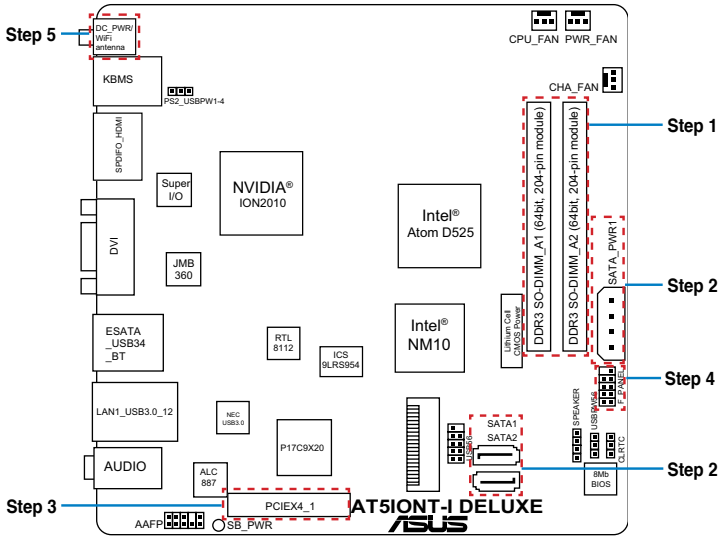 Step 5
DC_PWR/
WiFi
antenna
CPU_FAN
PWR_FAN
KBMS
PS2_USBPW1-4
CHA_FAN
Step 1
SPDIFO_HDMI
Super
I/O
NVIDIA®
ION2010
Intel®
Atom D525
DDR3 SO-DIMM_A1 (64bit, 204-pin module)
DDR3 SO-DIMM_A2 (64bit, 204-pin module)
SATA_PWR1
DVI
JMB
360
Step 2
ESATA
_USB34
_BT
RTL
8112
ICS
9LRS954
Intel®
NM10
Lithium Cell
CMOS Power
Step 4
F_PANEL
LAN1_USB3.0_12
NEC
USB3.0
P17C9X20
USB56
SATA1
SATA2
SPEAKER
USBPW56
CLRTC
AUDIO
ALC
887
8Mb
BIOS
Step 2
Step 3
PCIEX4_1
AT5IONT-I DELUXE
AAFP
SB_PWR
ASUS